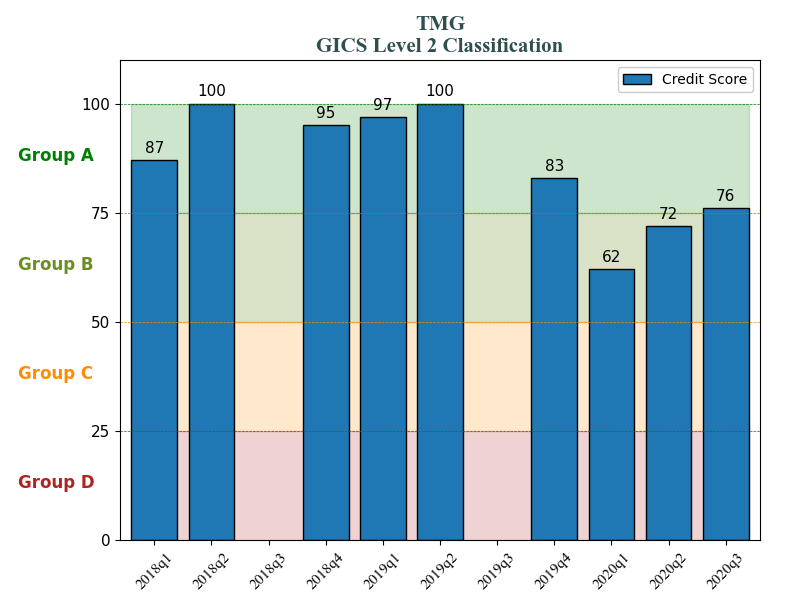 TMG
GICS Level 2 Classification
Credit Score
100
75
50
25
0
Group A
Group B
Group C
Group D
87
100
95
97
100
83
62
72
76
2018q1
2018q2
2018q3
2018q4
2019q1
2019q2
2019q3
2019q4
2020q1
2020q2
2020q3